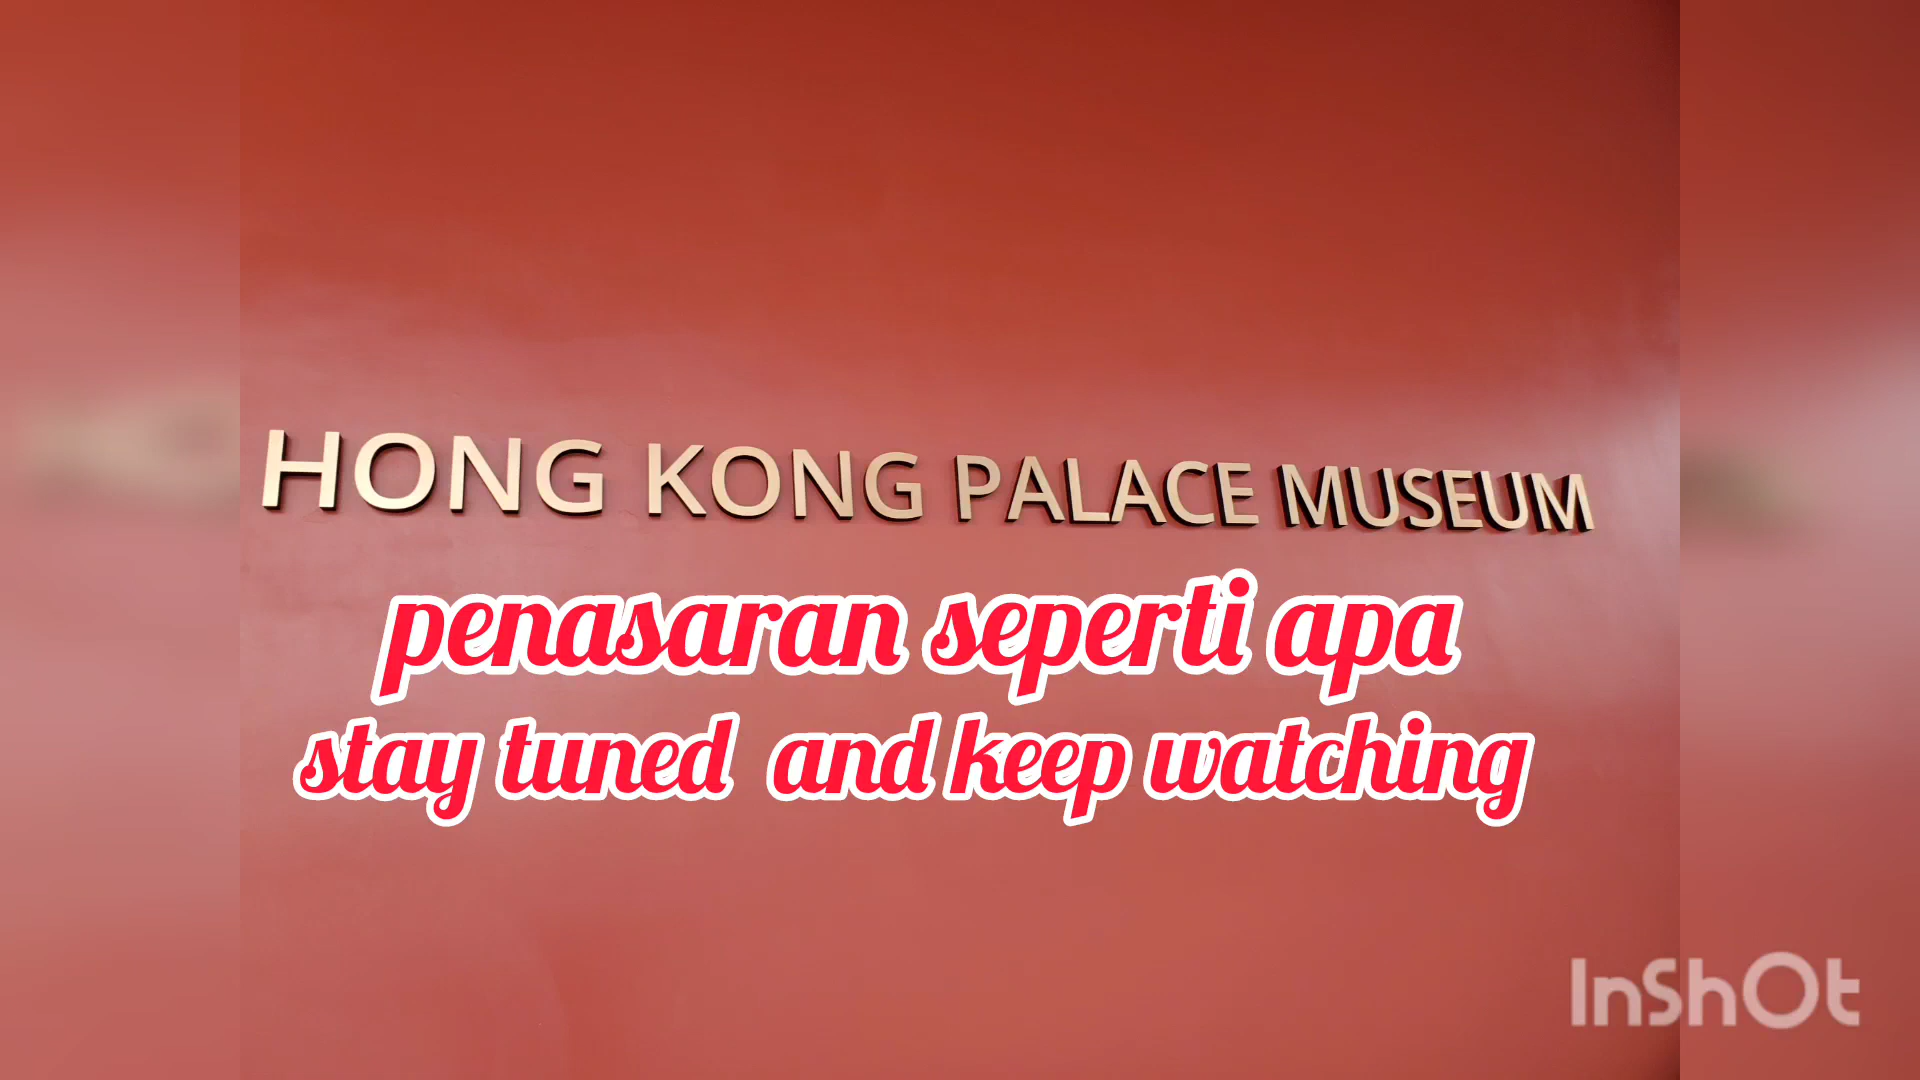 HONG KONG PALACE MUSEUM
penasaran seperti apa
stay tuned and keep watching
InShOt